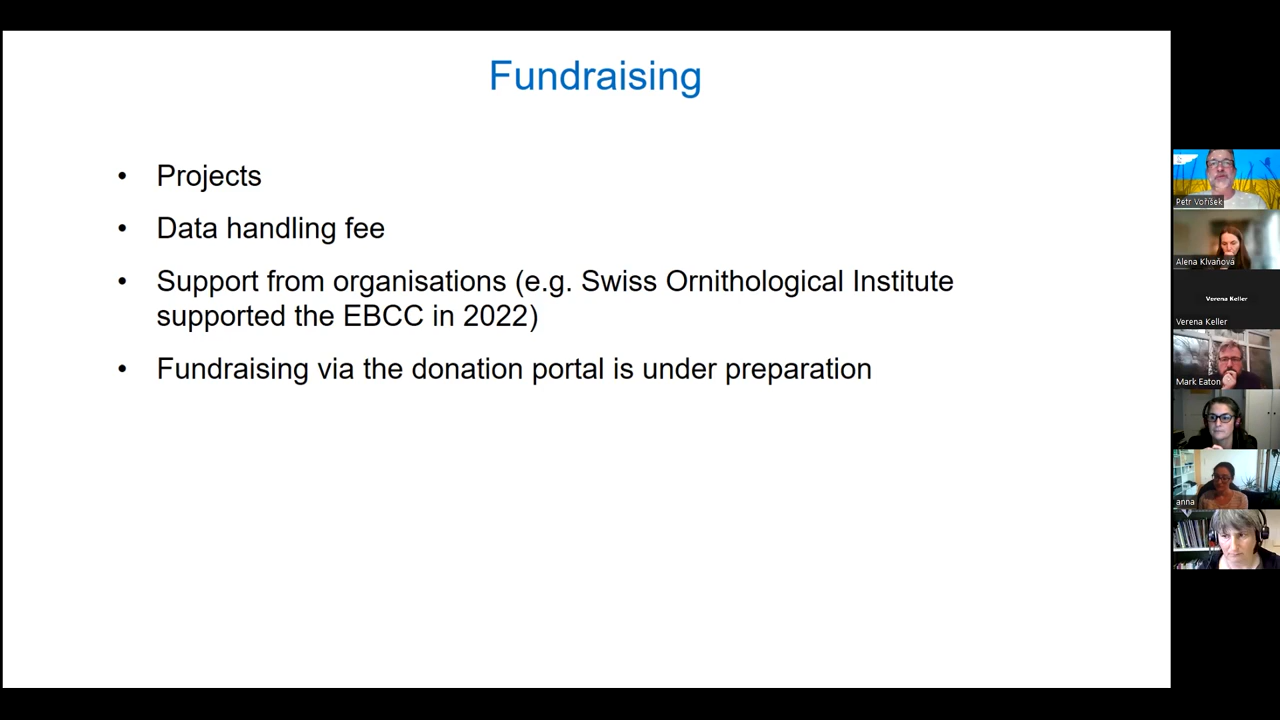 Fundraising
• Projects
• Data handling fee
• Support from organisations (e.g. Swiss Ornithological Institute
supported the EBCC in 2022)
• Fundraising via the donation portal is under preparation
Petr Voříšek
Alena Klvaňová
Verena Keller
Verena Keller
Mark Eaton
anna